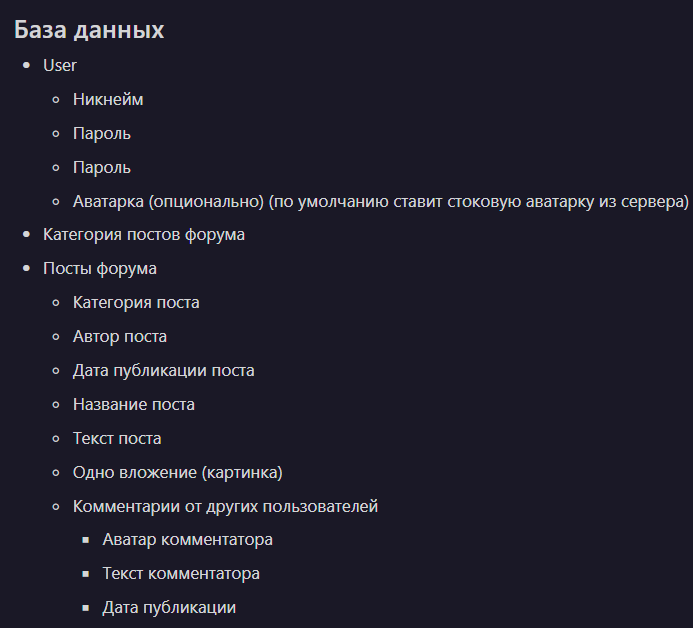 База данных
User
Никнейм
Пароль
Пароль
Аватарка (опционально) (по умолчанию ставит стоковую аватарку из сервера)
Категория постов форума
Посты форума
Категория поста
Автор поста
Дата публикации поста
Название поста
Текст поста
Одно вложение (картинка)
Комментарии от других пользователей
Аватар комментатора
Текст комментатора
Дата публикации